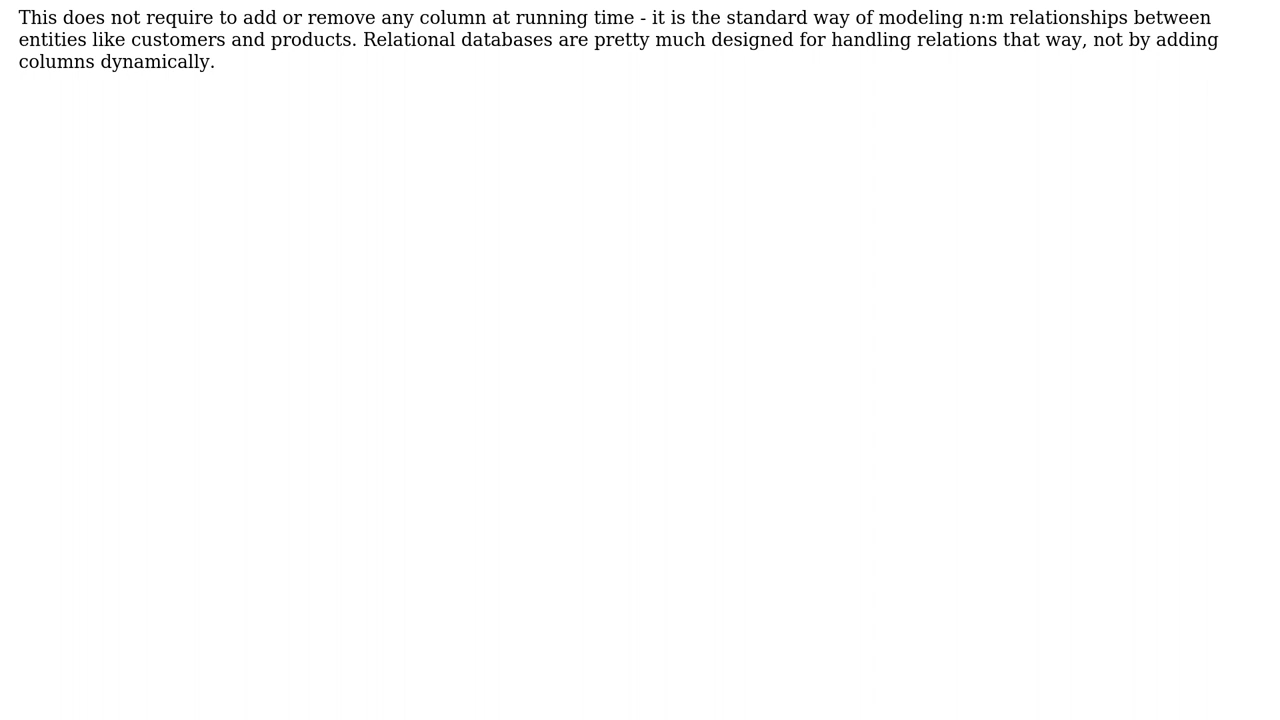 This does not require to add or remove any column at running time - it is the standard way of modeling n:m relationships between
entities like customers and products. Relational databases are pretty much designed for handling relations that way, not by adding
columns dynamically.